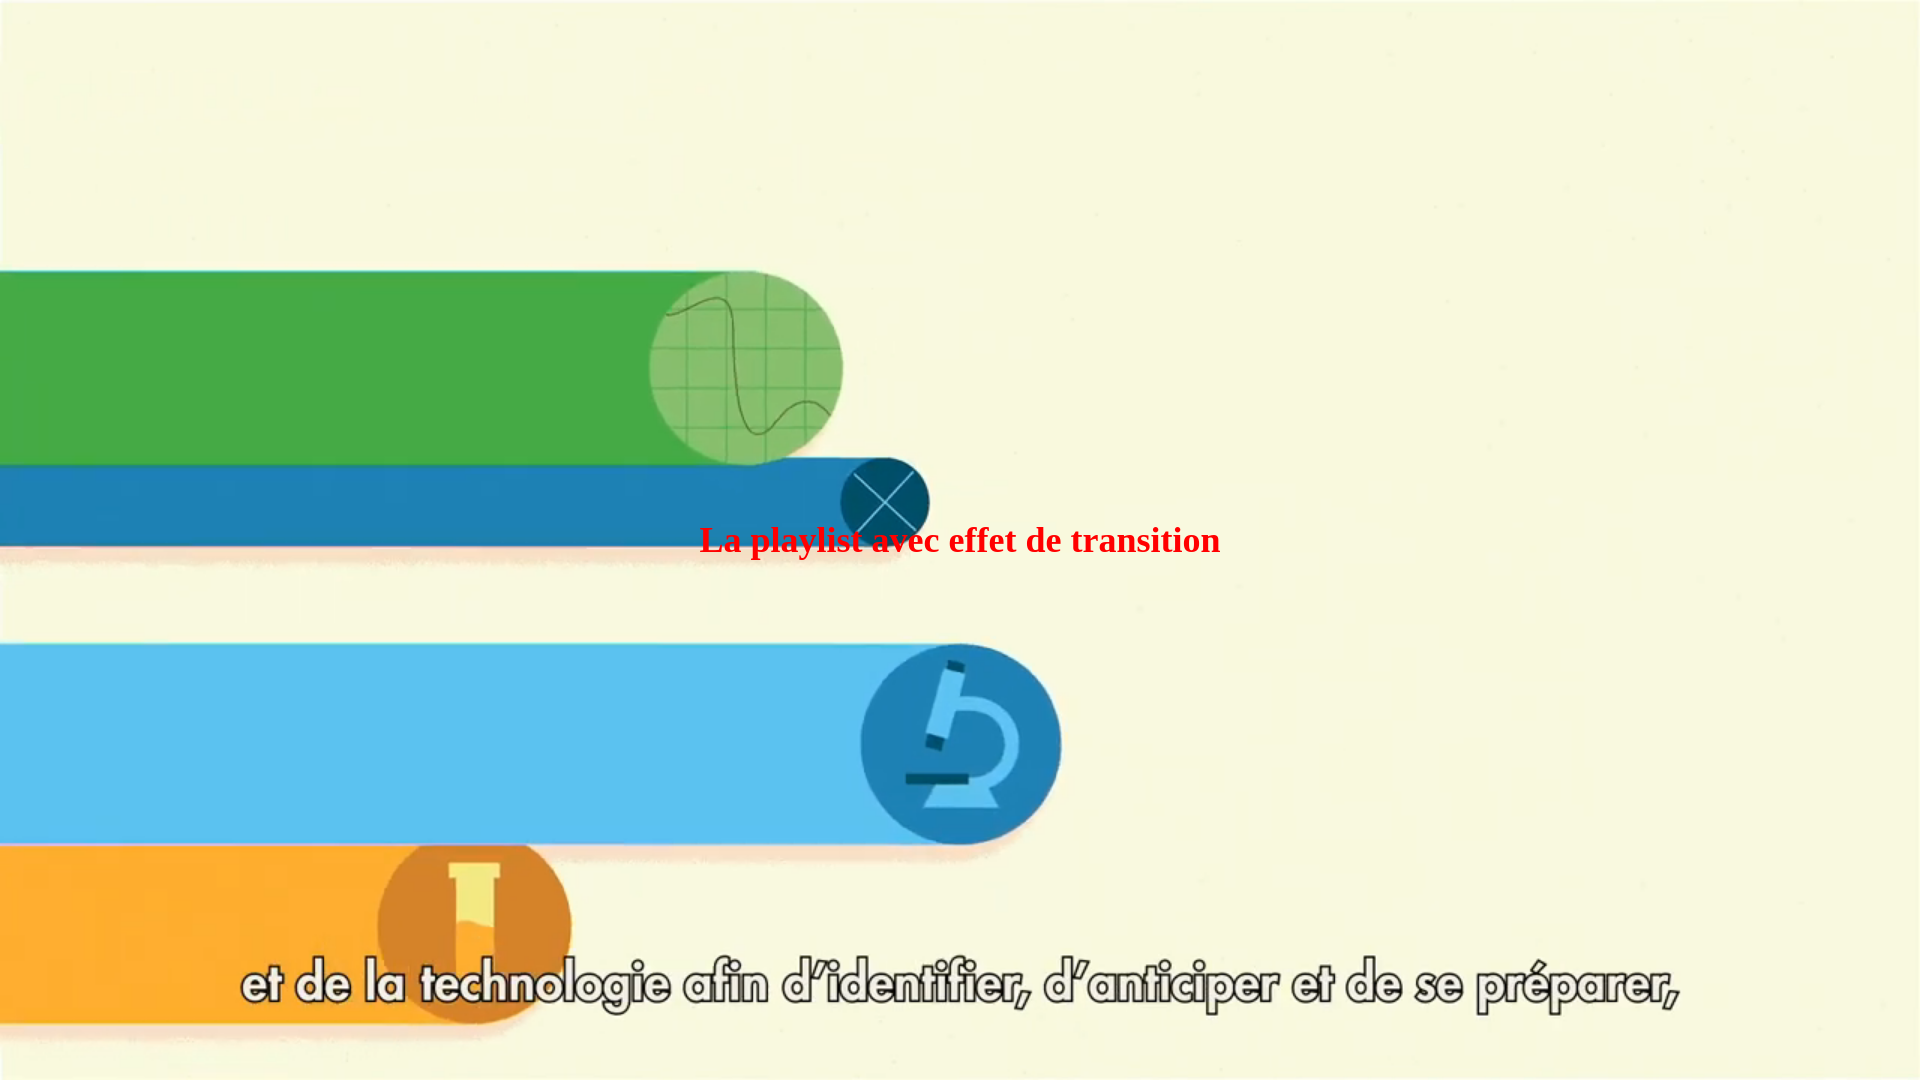 La playlist avec effet de transition
et de la technologie afin d’identifier, d’anticiper et de se préparer,